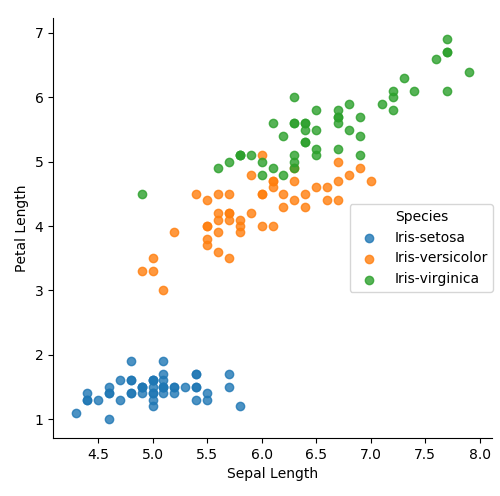 7
6
5
4
3
2
1
Petal Length
Species
Iris-setosa
Iris-versicolor
Iris-virginica
4.5 5.0 5.5 6.0 6.5 7.0 7.5 8.0
Sepal Length